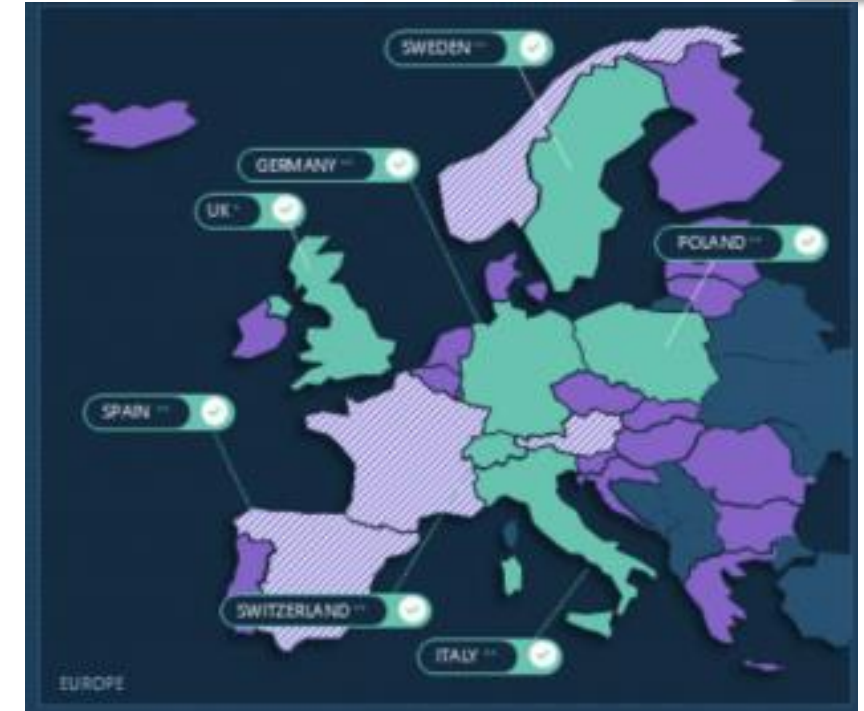 SWEDEN
GERMANY
UK
POLAND
SPAIN
SWITZERLAND
ITALY
EUROPE